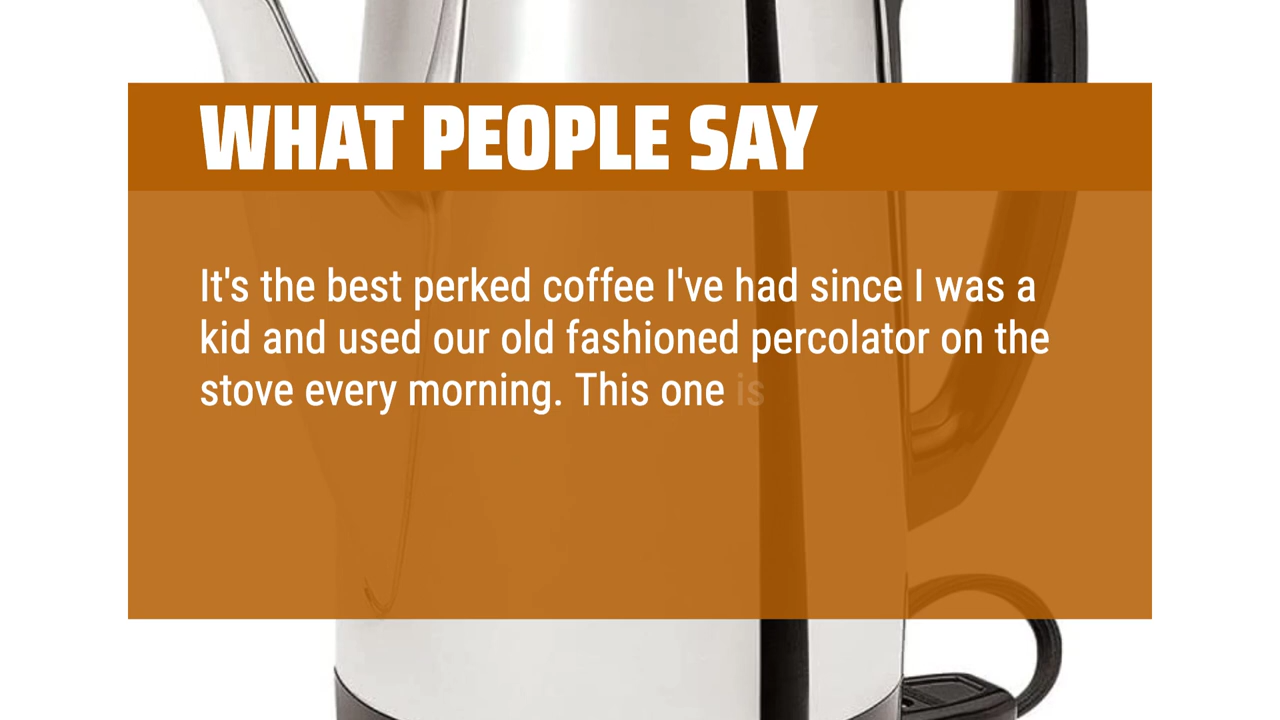 WHAT PEOPLE SAY
It's the best perked coffee I've had since I was a
kid and used our old fashioned percolator on the
stove every morning. This one is